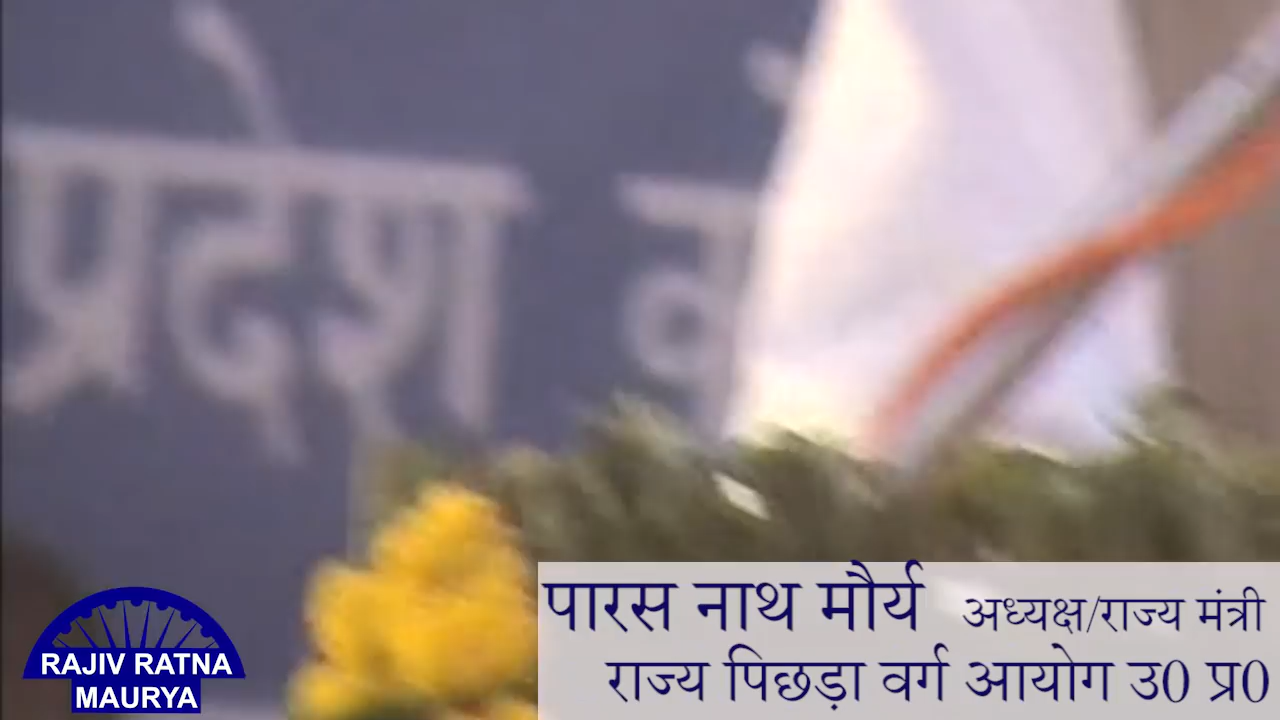 प्रदेश
पारस नाथ मौर्य अध्यक्ष/राज्य मंत्री
राज्य पिछड़ा वर्ग आयोग उ0 प्र0
RAJIV RATNA
MAURYA